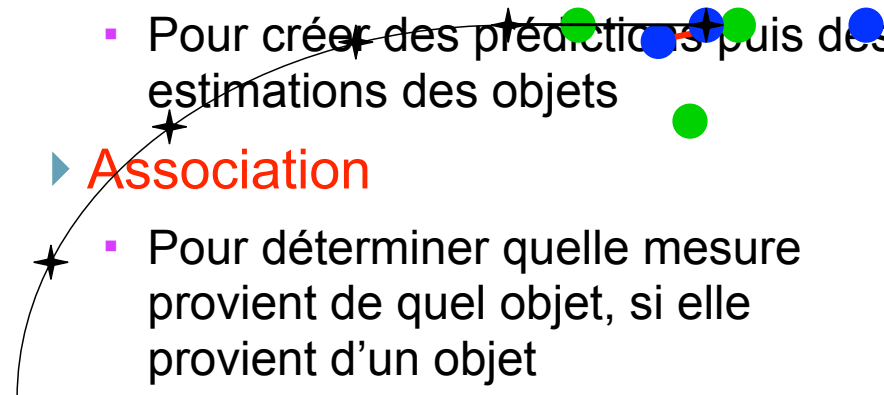 ▪ Pour créer des prédictions puis des
estimations des objets
Association
▪ Pour déterminer quelle mesure
provient de quel objet, si elle
provient d’un objet